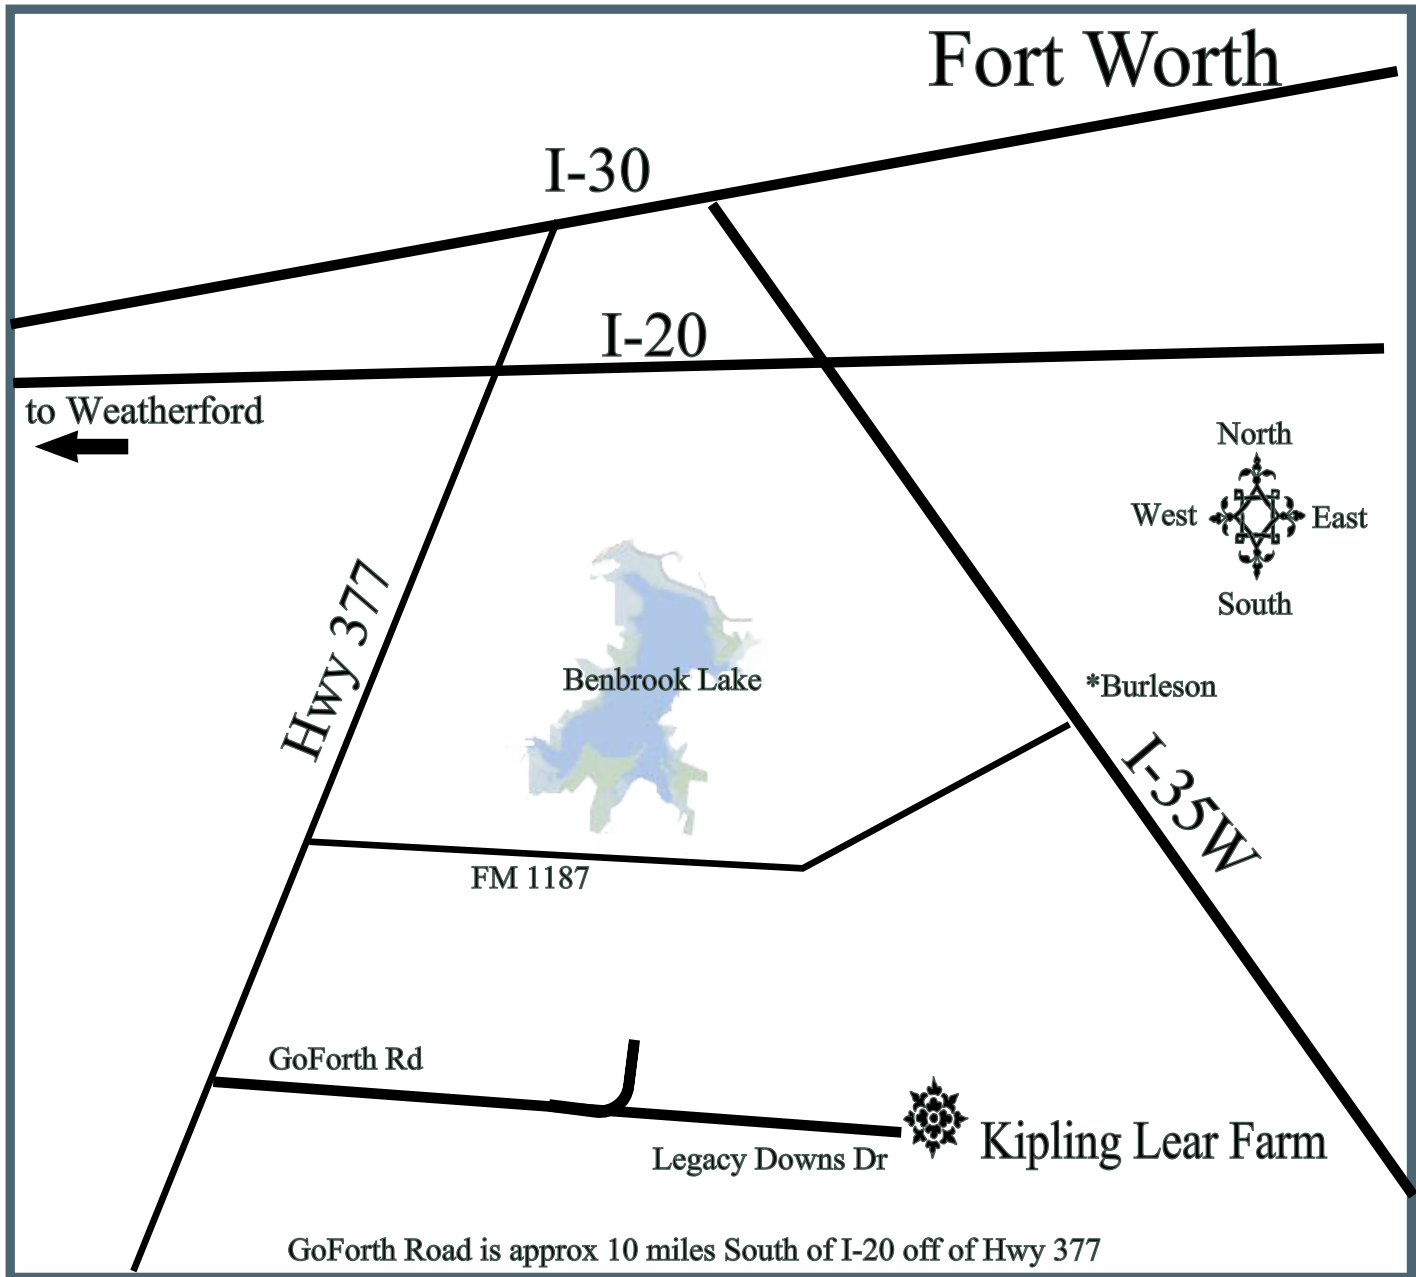 Fort Worth
I-30
I-20
to Weatherford
North
West
East
South
Hwy 377
Benbrook Lake
*Burleson
I-35W
FM 1187
GoForth Rd
Kipling Lear Farm
Legacy Downs Dr
GoForth Road is approx 10 miles South of I-20 off of Hwy 377